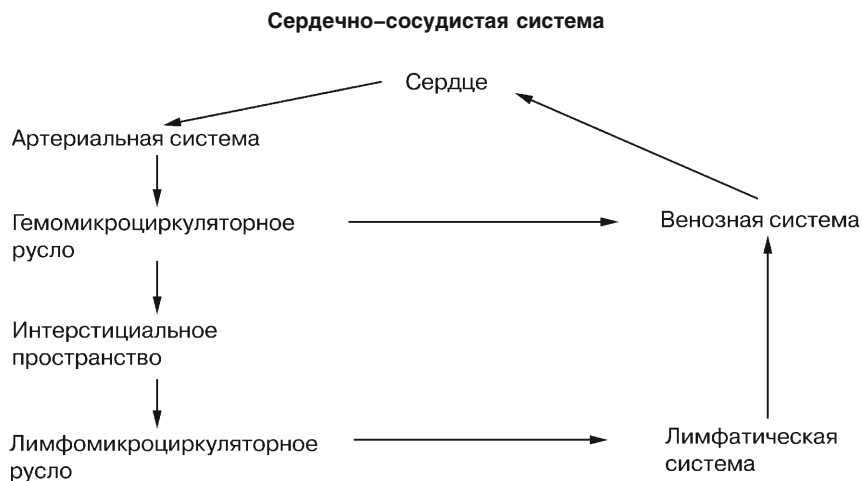 Сердечно–сосудистая система
Сердце
Артериальная система
Гемомикроциркуляторное
русло
Венозная система
Интерстициальное
пространство
Лимфомикроциркуляторное
русло
Лимфатическая
система